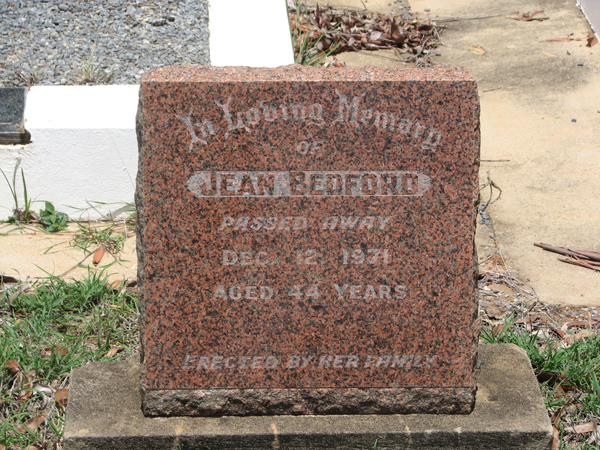 In Loving Memory
OF
JEAN BEDFORD
PASSED AWAY
DEC. 12, 1971
AGED 44 YEARS
ERECTED BY HER FAMILY